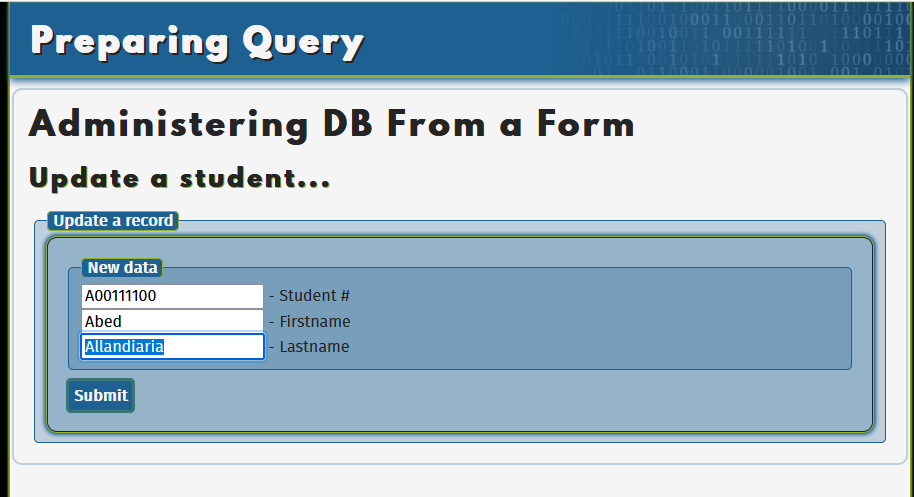 Preparing Query
Administering DB From a Form
Update a student...
Update a record
New data
A00111100 - Student #
Abed - Firstname
Allandiaria - Lastname
Submit